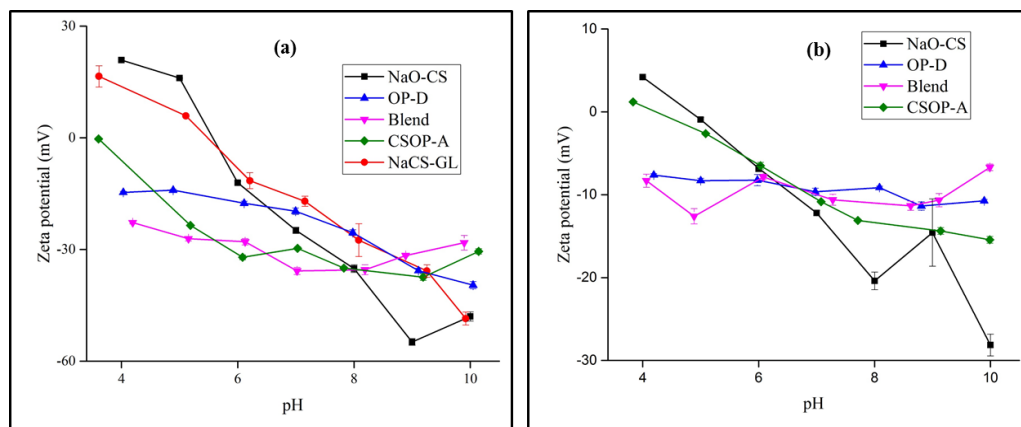 (a)
NaO-CS
OP-D
Blend
CSOP-A
NaCS-GL
Zeta potential (mV)
30
0
-30
-60
4 6 8 10
pH
(b)
NaO-CS
OP-D
Blend
CSOP-A
Zeta potential (mV)
10
0
-10
-20
-30
4 6 8 10
pH